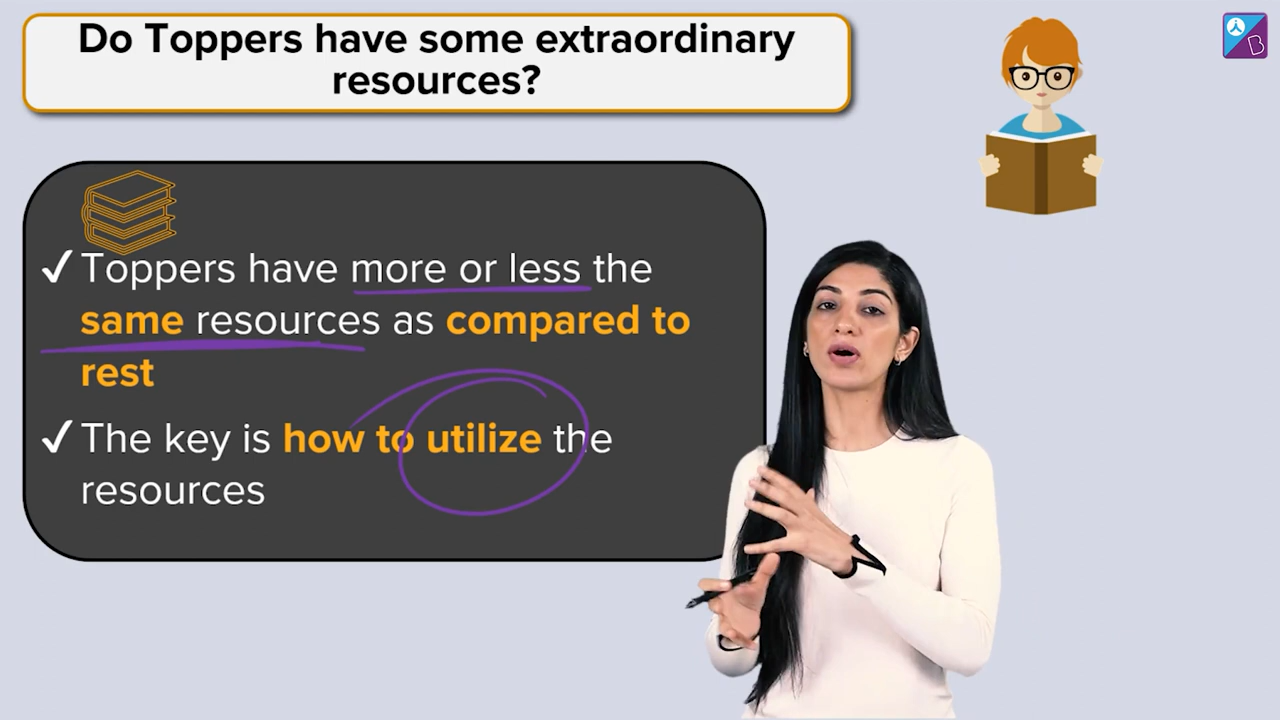 Do Toppers have some extraordinary
resources?
✓ Toppers have more or less the
same resources as compared to
rest
✓ The key is how to utilize the
resources
B